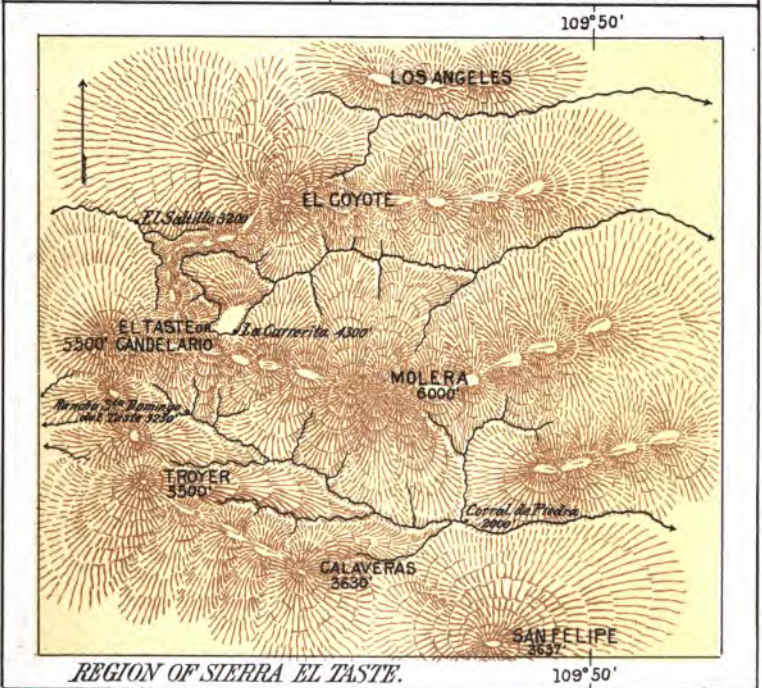 109°50'
LOS ANGELES
EL COYOTE
El Saltillo 3200'
EL TASTE OR
5500' CANDELARIO
La Carrerita 4300'
MOLERA
6000'
Rancho Sto Domingo
del Taste 3250'
TROYER
5500'
Corral de Piedra
2000'
CALAVERAS
3630'
SAN FELIPE
3637'
REGION OF SIERRA EL TASTE.
109°50'